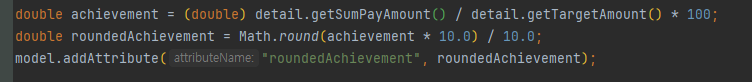 double achievement = (double) detail.getSumPayAmount() / detail.getTargetAmount() * 100;
double roundedAchievement = Math.round(achievement * 10.0) / 10.0;
model.addAttribute( attributeName: "roundedAchievement", roundedAchievement);